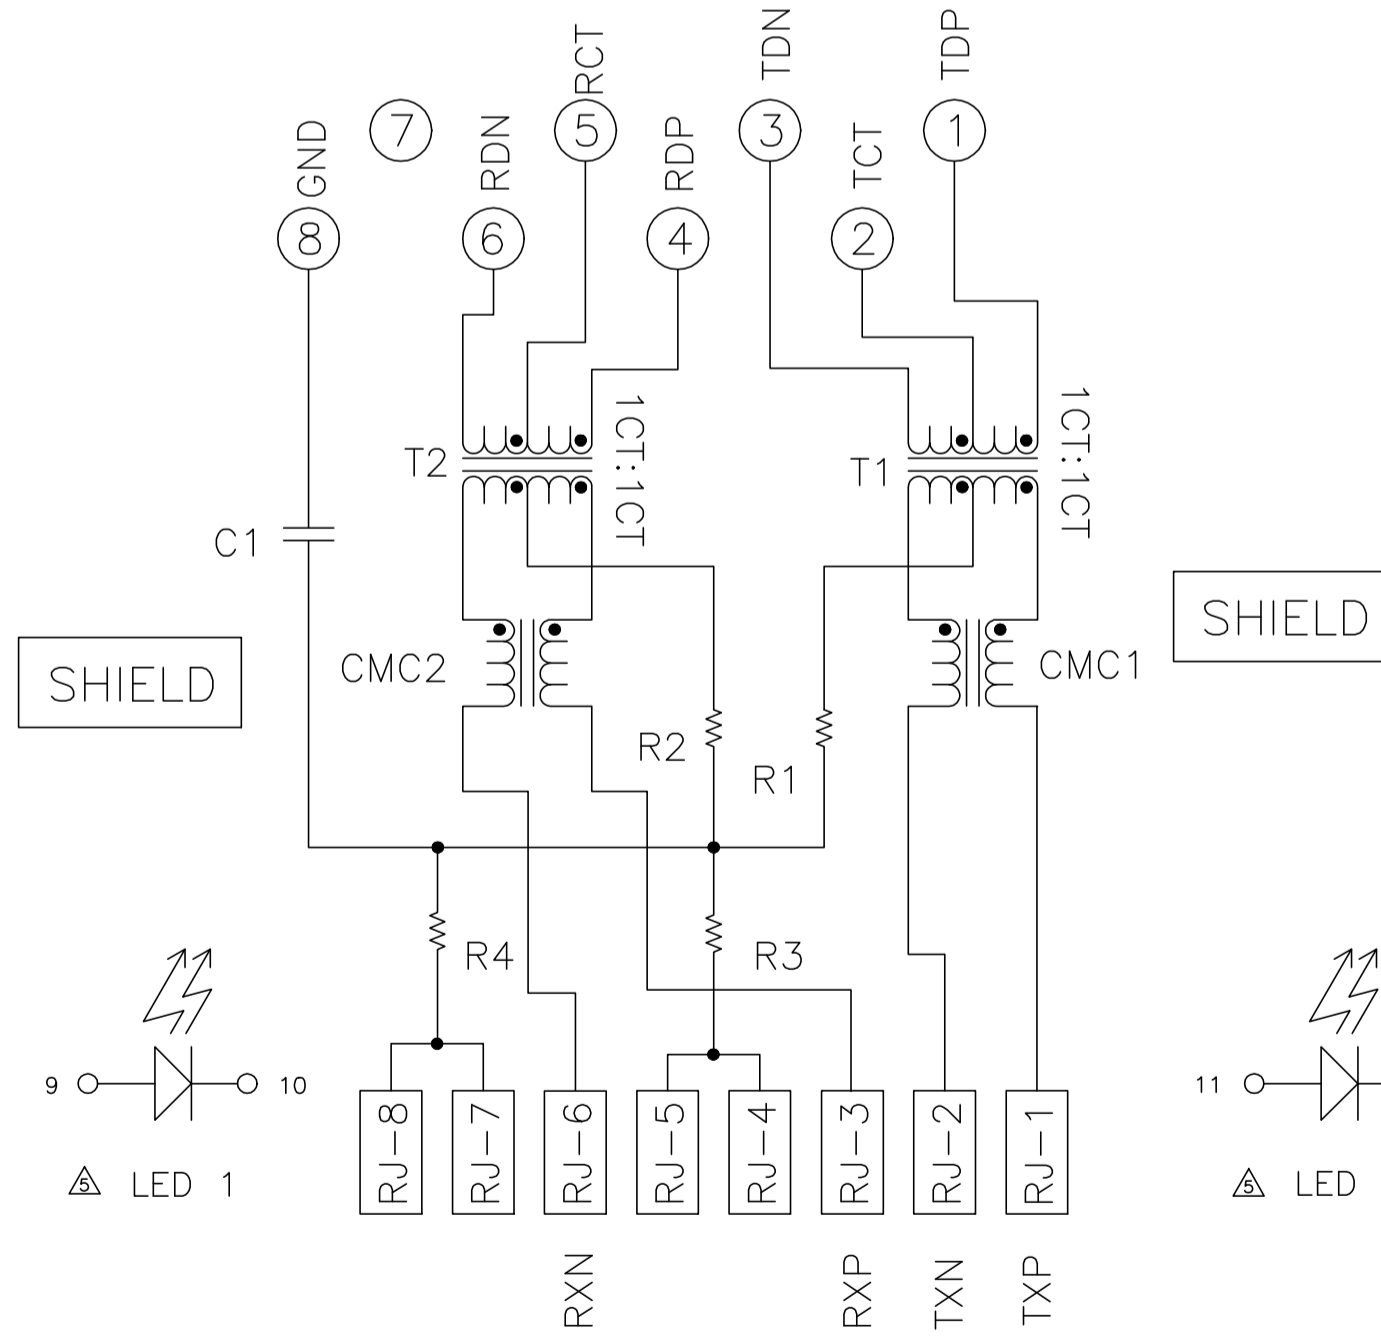 TDN
TDP
RCT
7
5
3
1
GND
RDN
RDP
TCT
8
6
4
2
1CT:1CT
1CT:1CT
T2
T1
C1
SHIELD
SHIELD
CMC2
CMC1
R2
R1
R4
R3
9
10
11
RJ-8
RJ-7
RJ-6
RJ-5
RJ-4
RJ-3
RJ-2
RJ-1
5 LED 1
5 LED
RXN
RXP
TXN
TXP